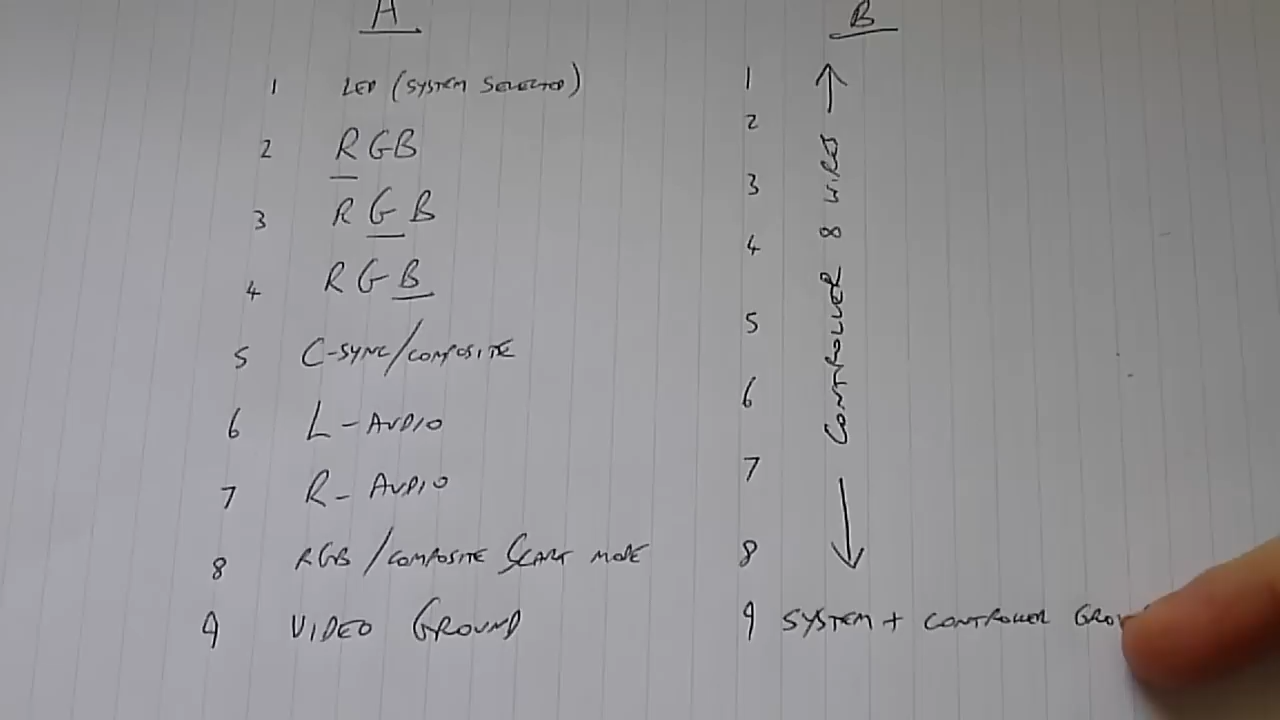 A
1 LED (SYSTEM SELECTED)
2 RGB
3 RGB
4 RGB
5 C-SYNC/COMPOSITE
6 L-AUDIO
7 R-AUDIO
8 RGB/COMPOSITE SCART MODE
9 VIDEO GROUND
B
1
2
3
4
5
6
7
8
CONTROLLER 8 WIRES
9 SYSTEM + CONTROLLER